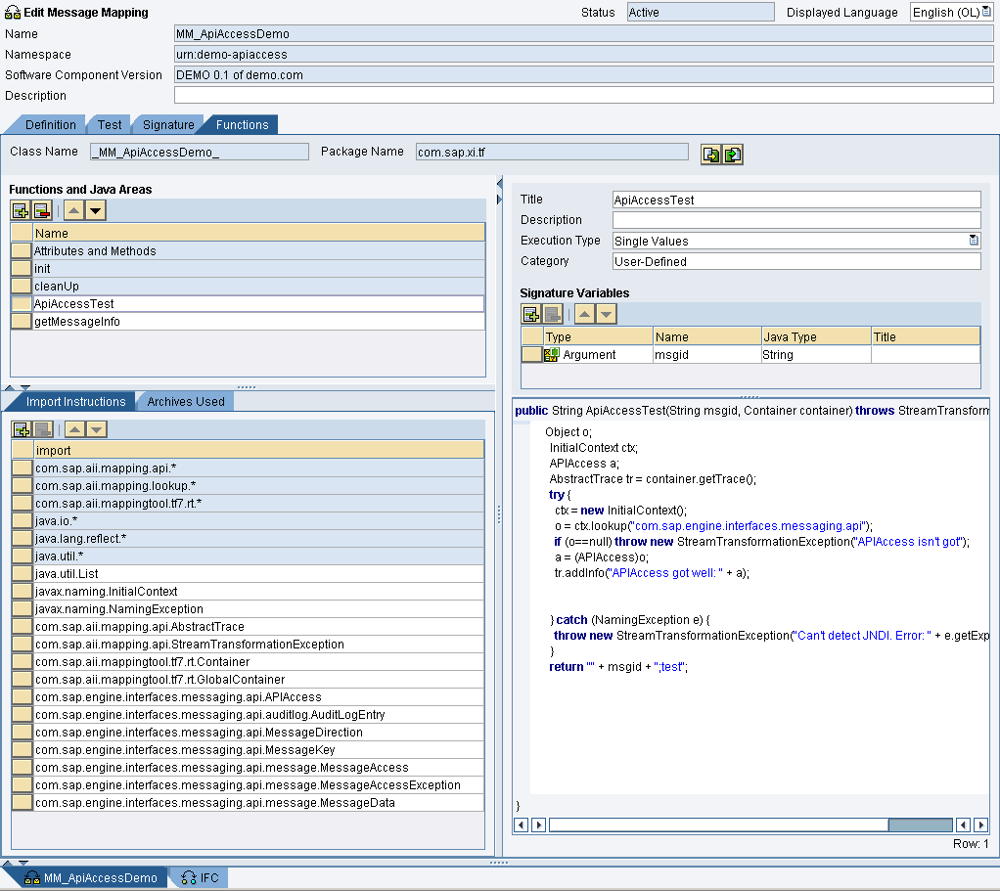 Edit Message Mapping
Status Active Displayed Language English (OL)
Name MM_ApiAccessDemo
Namespace urn:demo-apiaccess
Software Component Version DEMO 0.1 of demo.com
Description
Definition Test Signature Functions
Class Name _MM_ApiAccessDemo_ Package Name com.sap.xi.tf
Functions and Java Areas
Name
Attributes and Methods
init
cleanUp
ApiAccessTest
getMessageInfo
Import Instructions Archives Used
import
com.sap.aii.mapping.api.*
com.sap.aii.mapping.lookup.*
com.sap.aii.mappingtool.tf7.rt.*
java.io.*
java.lang.reflect.*
java.util.*
java.util.List
javax.naming.InitialContext
javax.naming.NamingException
com.sap.aii.mapping.api.AbstractTrace
com.sap.aii.mapping.api.StreamTransformationException
com.sap.aii.mappingtool.tf7.rt.Container
com.sap.aii.mappingtool.tf7.rt.GlobalContainer
com.sap.engine.interfaces.messaging.api.APIAccess
com.sap.engine.interfaces.messaging.api.auditlog.AuditLogEntry
com.sap.engine.interfaces.messaging.api.MessageDirection
com.sap.engine.interfaces.messaging.api.MessageKey
com.sap.engine.interfaces.messaging.api.message.MessageAccess
com.sap.engine.interfaces.messaging.api.message.MessageAccessException
com.sap.engine.interfaces.messaging.api.message.MessageData
Title ApiAccessTest
Description
Execution Type Single Values
Category User-Defined
Signature Variables
Type Name Java Type Title
Argument msgid String
public String ApiAccessTest(String msgid, Container container) throws StreamTransform
Object o;
InitialContext ctx;
APIAccess a;
AbstractTrace tr = container.getTrace();
try {
ctx = new InitialContext();
o = ctx.lookup("com.sap.engine.interfaces.messaging.api");
if (o==null) throw new StreamTransformationException("APIAccess isn't got");
a = (APIAccess)o;
tr.addInfo("APIAccess got well: " + a);
} catch (NamingException e) {
throw new StreamTransformationException("Can't detect JNDI. Error: " + e.getExp
}
return "" + msgid + ";test";
}
Row: 1
MM_ApiAccessDemo IFC